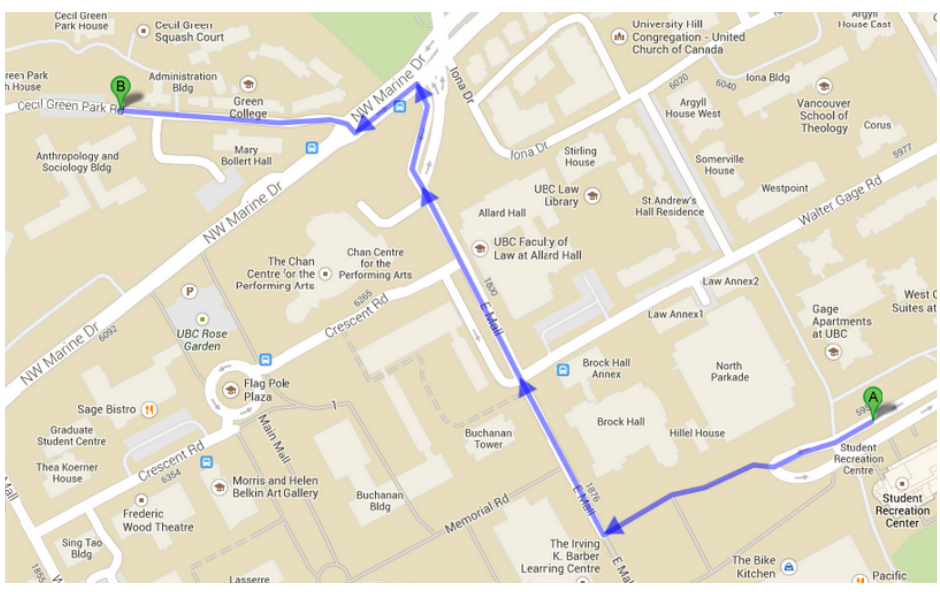 Cecil Green
Park House
Cecil Green
Squash Court
University Hill
Congregation - United
Church of Canada
Argyll
House East
NW Marine Dr
Iona Dr
Green Park
h House
B
Administration
Bldg
Green
College
Cecil Green Park Rd
6020
6040
Iona Bldg
Argyll
House West
Vancouver
School of
Theology
Corus
5977
Anthropology and
Sociology Bldg
Mary
Bollert Hall
Iona Dr
Stirling
House
Somerville
House
Westpoint
Walter Gage Rd
UBC Law
Library
St Andrew's
Hall Residence
Allard Hall
NW Marine Dr
UBC Faculty of
Law at Allard Hall
Chan Centre
for the
Performing Arts
The Chan
Centre for the
Performing Arts
1800
E Mall
Law Annex2
Law Annex1
P
UBC Rose
Garden
6265
Crescent Rd
Gage
Apartments
at UBC
West C
Suites at
NW Marine Dr
6092
Brock Hall
Annex
North
Parkade
Flag Pole
Plaza
A
595
Sage Bistro
1
Brock Hall
Hillel House
Graduate
Student Centre
Main Mall
Buchanan
Tower
Student
Recreation
Centre
Thea Koerner
House
Crescent Rd
6354
Morris and Helen
Belkin Art Gallery
Buchanan
Bldg
Memorial Rd
E Mall
1876
Student
Recreation
Center
Frederic
Wood Theatre
Sing Tao
Bldg
The Irving
K. Barber
Learning Centre
E Mal
The Bike
Kitchen
Pacific
Lasserre
1855
Mall